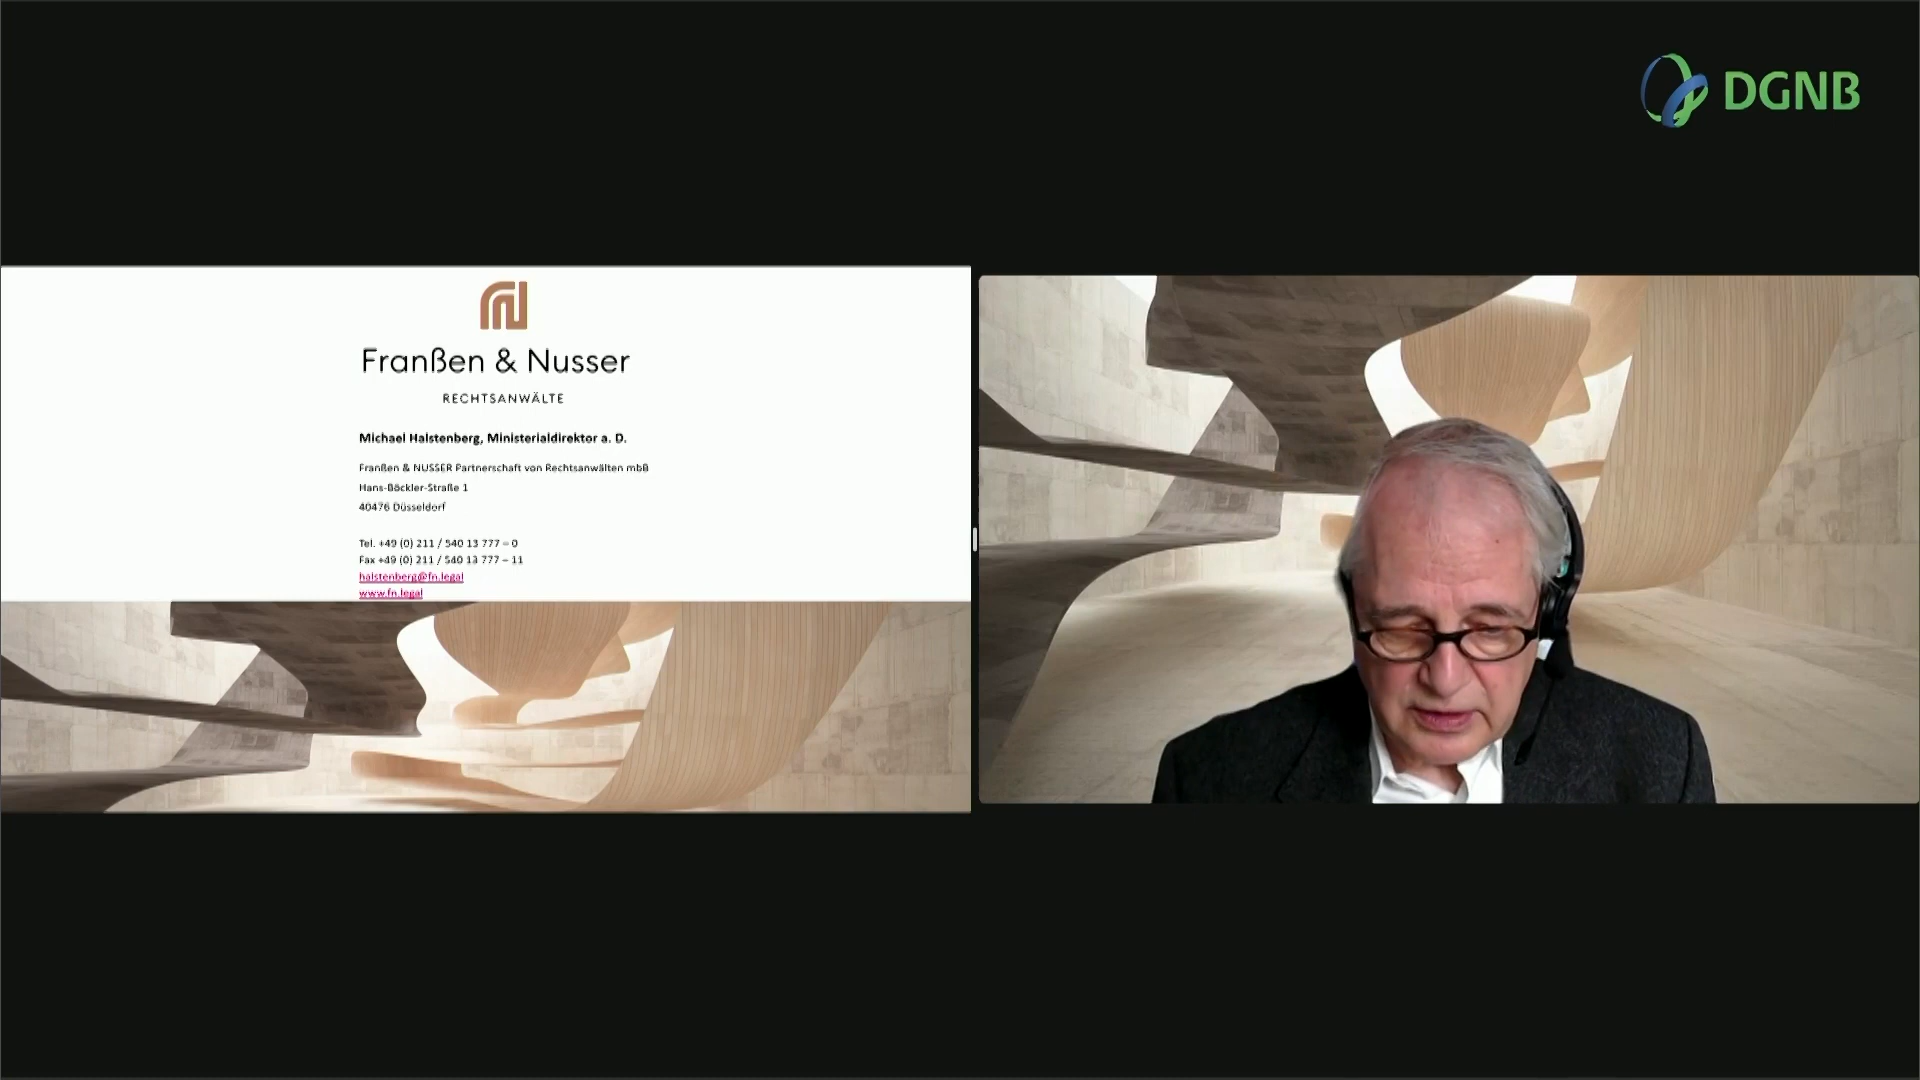 DGNB
Franßen & Nusser
RECHTSANWÄLTE
Michael Halstenberg, Ministerialdirektor a. D.
Franßen & NUSSER Partnerschaft von Rechtsanwälten mbB
Hans-Böckler-Straße 1
40476 Düsseldorf
Tel. +49 (0) 211 / 540 13 777 – 0
Fax +49 (0) 211 / 540 13 777 – 11
halstenberg@fn.legal
www.fn.legal